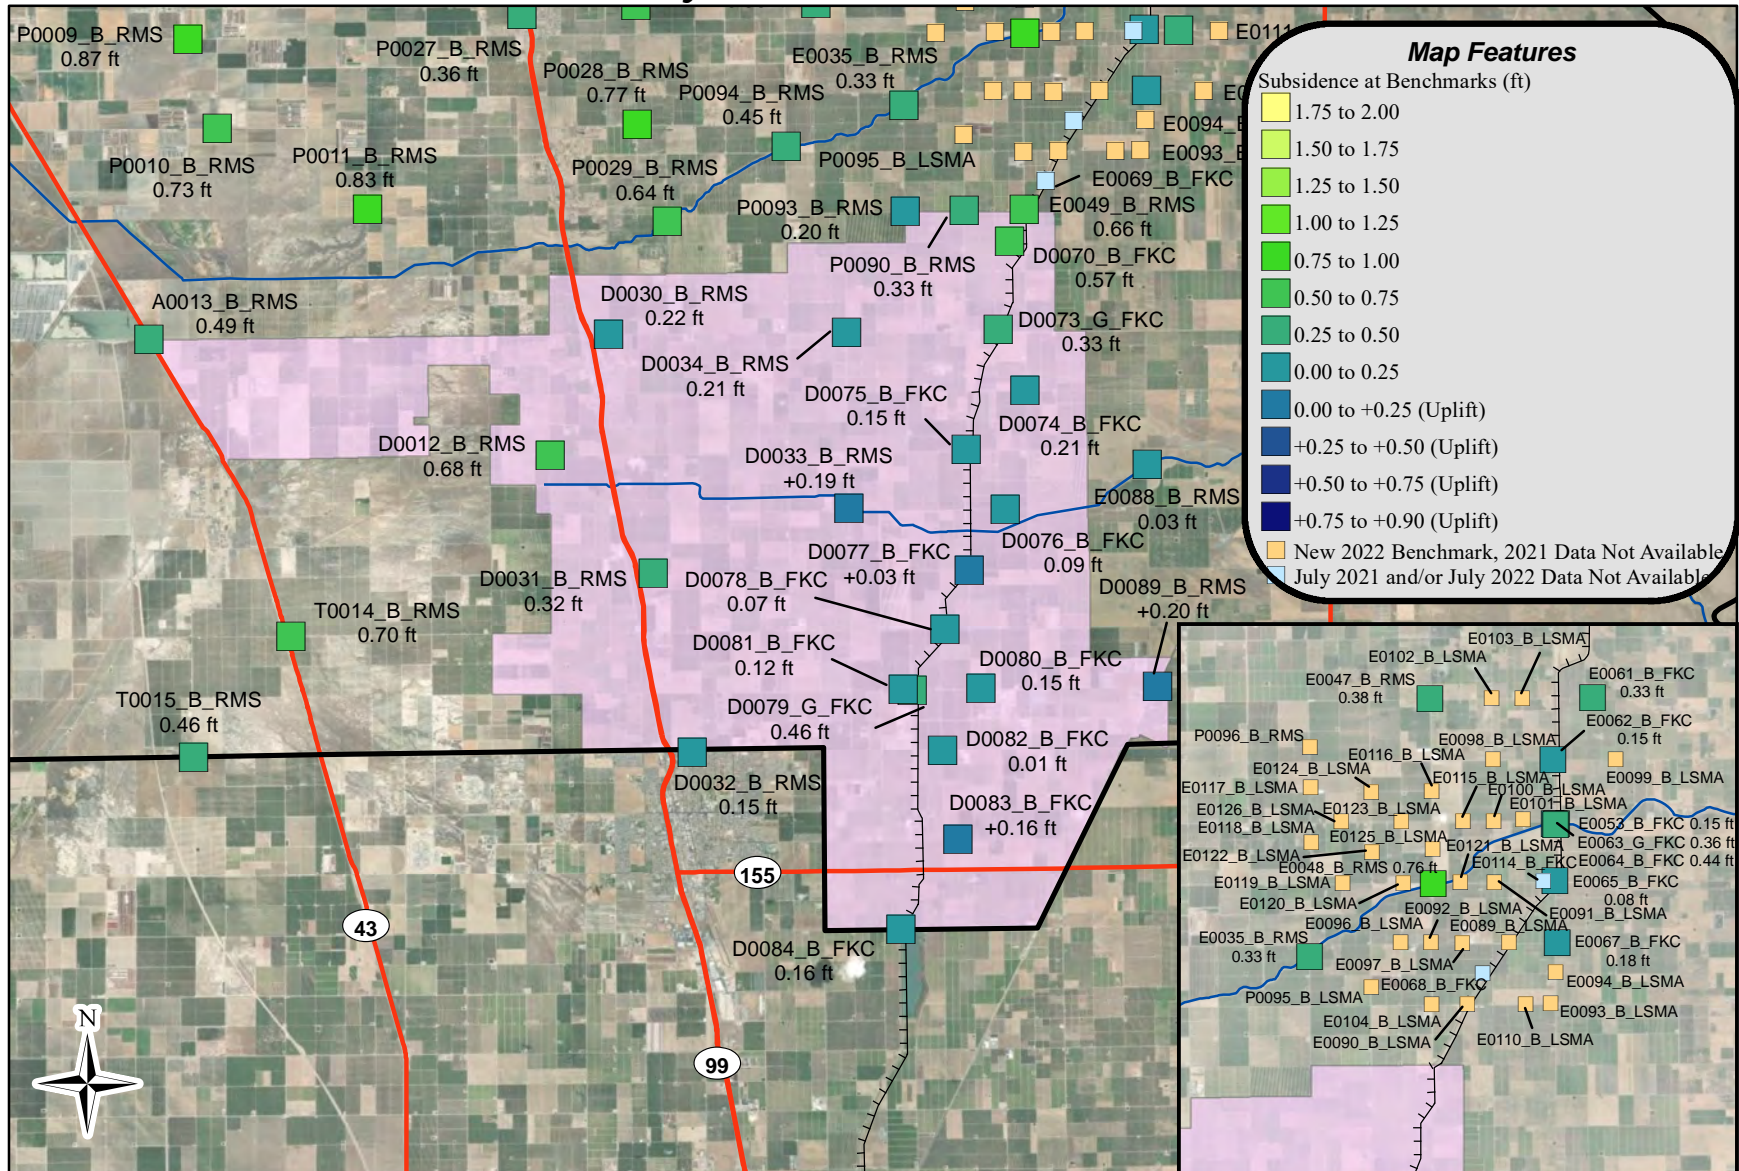 P0009_B_RMS
0.87 ft
P0027_B_RMS
0.36 ft
P0028_B_RMS
0.77 ft
E0035_B_RMS
0.33 ft
P0094_B_RMS
0.45 ft
P0010_B_RMS
0.73 ft
P0011_B_RMS
0.83 ft
P0029_B_RMS
0.64 ft
P0095_B_LSMA
E0111
E0094_B
E0093_B
E0069_B_FKC
P0093_B_RMS
0.20 ft
E0049_B_RMS
0.66 ft
P0090_B_RMS
0.33 ft
D0070_B_FKC
0.57 ft
A0013_B_RMS
0.49 ft
D0030_B_RMS
0.22 ft
D0034_B_RMS
0.21 ft
D0073_G_FKC
0.33 ft
D0075_B_FKC
0.15 ft
D0074_B_FKC
0.21 ft
D0012_B_RMS
0.68 ft
D0033_B_RMS
+0.19 ft
E0088_B_RMS
0.03 ft
D0076_B_FKC
0.09 ft
D0077_B_FKC
+0.03 ft
D0031_B_RMS
0.32 ft
D0078_B_FKC
0.07 ft
D0089_B_RMS
+0.20 ft
T0014_B_RMS
0.70 ft
D0081_B_FKC
0.12 ft
D0080_B_FKC
0.15 ft
D0079_G_FKC
0.46 ft
T0015_B_RMS
0.46 ft
D0082_B_FKC
0.01 ft
D0032_B_RMS
0.15 ft
D0083_B_FKC
+0.16 ft
D0084_B_FKC
0.16 ft
155
43
99
N
Map Features
Subsidence at Benchmarks (ft)
1.75 to 2.00
1.50 to 1.75
1.25 to 1.50
1.00 to 1.25
0.75 to 1.00
0.50 to 0.75
0.25 to 0.50
0.00 to 0.25
0.00 to +0.25 (Uplift)
+0.25 to +0.50 (Uplift)
+0.50 to +0.75 (Uplift)
+0.75 to +0.90 (Uplift)
New 2022 Benchmark, 2021 Data Not Available
July 2021 and/or July 2022 Data Not Available
E0103_B_LSMA
E0102_B_LSMA
E0047_B_RMS
0.38 ft
E0061_B_FKC
0.33 ft
E0062_B_FKC
0.15 ft
P0096_B_RMS
E0098_B_LSMA
E0116_B_LSMA
E0124_B_LSMA
E0099_B_LSMA
E0117_B_LSMA
E0115_B_LSMA
E0100_B_LSMA
E0101_B_LSMA
E0126_B_LSMA
E0123_B_LSMA
E0118_B_LSMA
E0053_B_FKC 0.15 ft
E0125_B_LSMA
E0063_G_FKC 0.36 ft
E0121_B_LSMA
E0122_B_LSMA
E0064_B_FKC 0.44 ft
E0048_B_RMS 0.76 ft
E0114_B_FKC
E0119_B_LSMA
E0065_B_FKC
0.08 ft
E0120_B_LSMA
E0092_B_LSMA
E0091_B_LSMA
E0096_B_LSMA
E0089_B_LSMA
E0035_B_RMS
0.33 ft
E0067_B_FKC
0.18 ft
E0097_B_LSMA
E0068_B_FKC
E0094_B_LSMA
P0095_B_LSMA
E0093_B_LSMA
E0104_B_LSMA
E0090_B_LSMA
E0110_B_LSMA